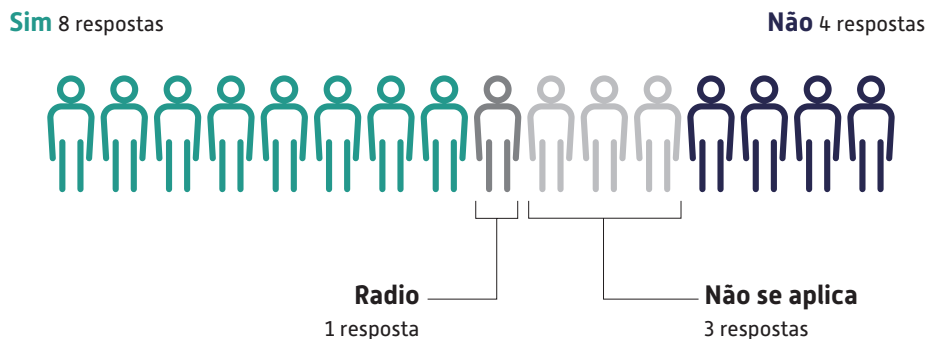 Sim 8 respostas
Não 4 respostas
Radio
1 resposta
Não se aplica
3 respostas